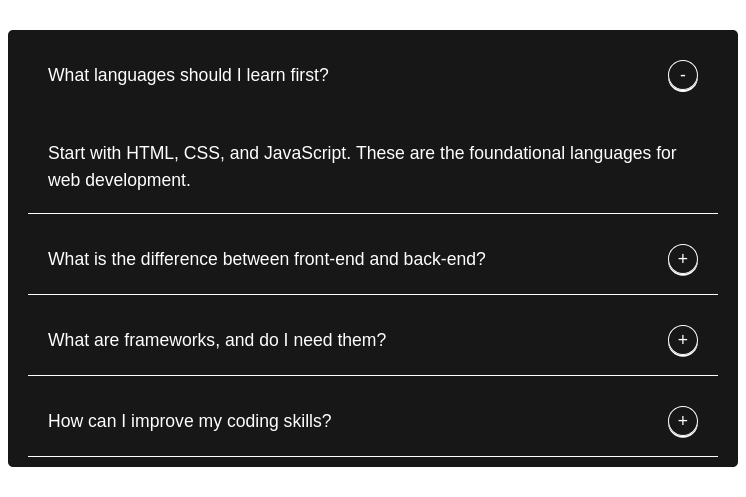 What languages should I learn first? -
Start with HTML, CSS, and JavaScript. These are the foundational languages for
web development.
What is the difference between front-end and back-end? +
What are frameworks, and do I need them? +
How can I improve my coding skills? +